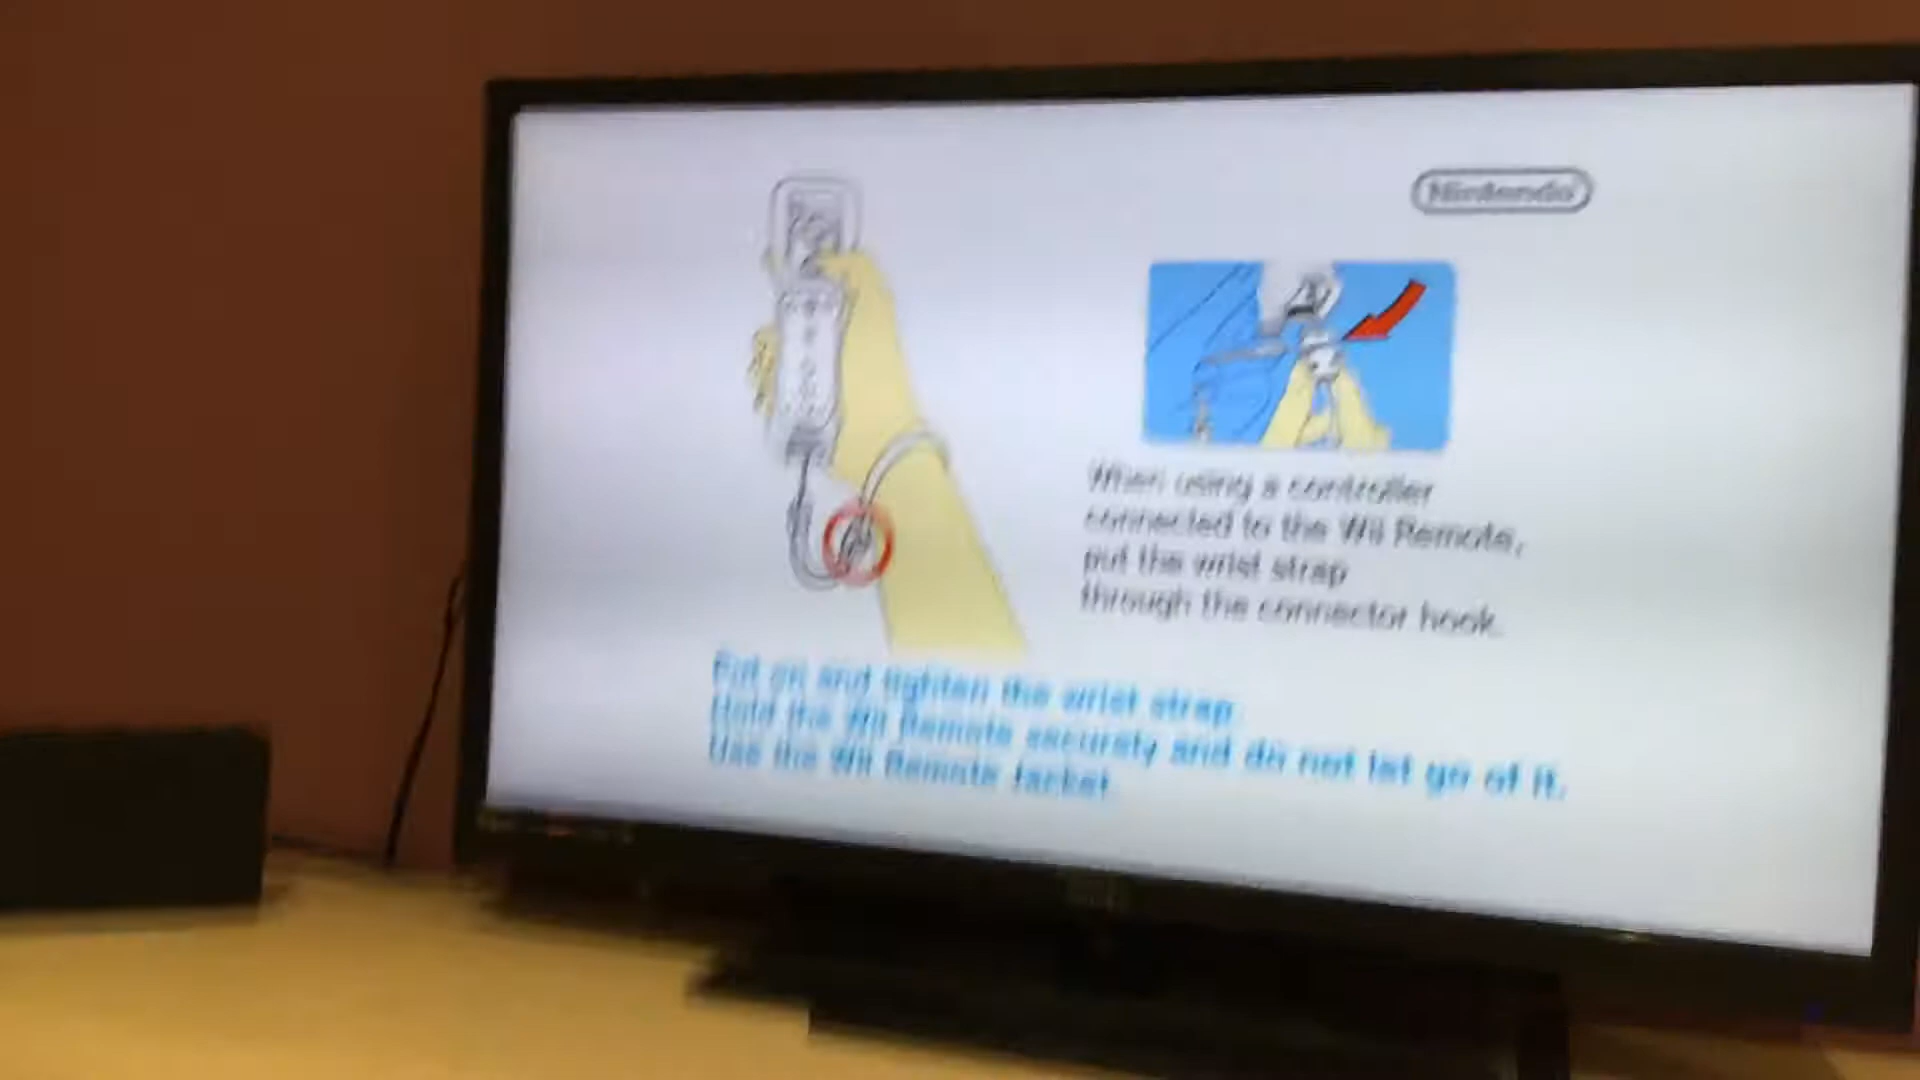 Nintendo
When using a controller
connected to the Wii Remote,
put the wrist strap
through the connector hook.
Put on and tighten the wrist strap.
Hold the Wii Remote securely and do not let go of it.
Use the Wii Remote Jacket.